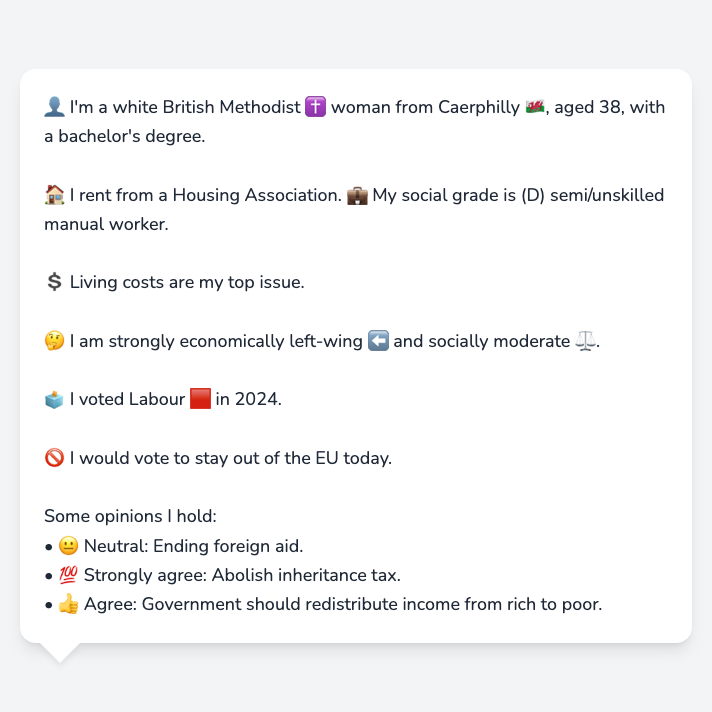 👤 I'm a white British Methodist ✝️ woman from Caerphilly 🏴󠁧󠁢󠁷󠁬󠁳󠁿, aged 38, with
a bachelor's degree.
🏠 I rent from a Housing Association. 💼 My social grade is (D) semi/unskilled
manual worker.
💲 Living costs are my top issue.
🤔 I am strongly economically left-wing ⬅️ and socially moderate ⚖️.
🗳️ I voted Labour 🟥 in 2024.
🚫 I would vote to stay out of the EU today.
Some opinions I hold:
• 😐 Neutral: Ending foreign aid.
• 💯 Strongly agree: Abolish inheritance tax.
• 👍 Agree: Government should redistribute income from rich to poor.